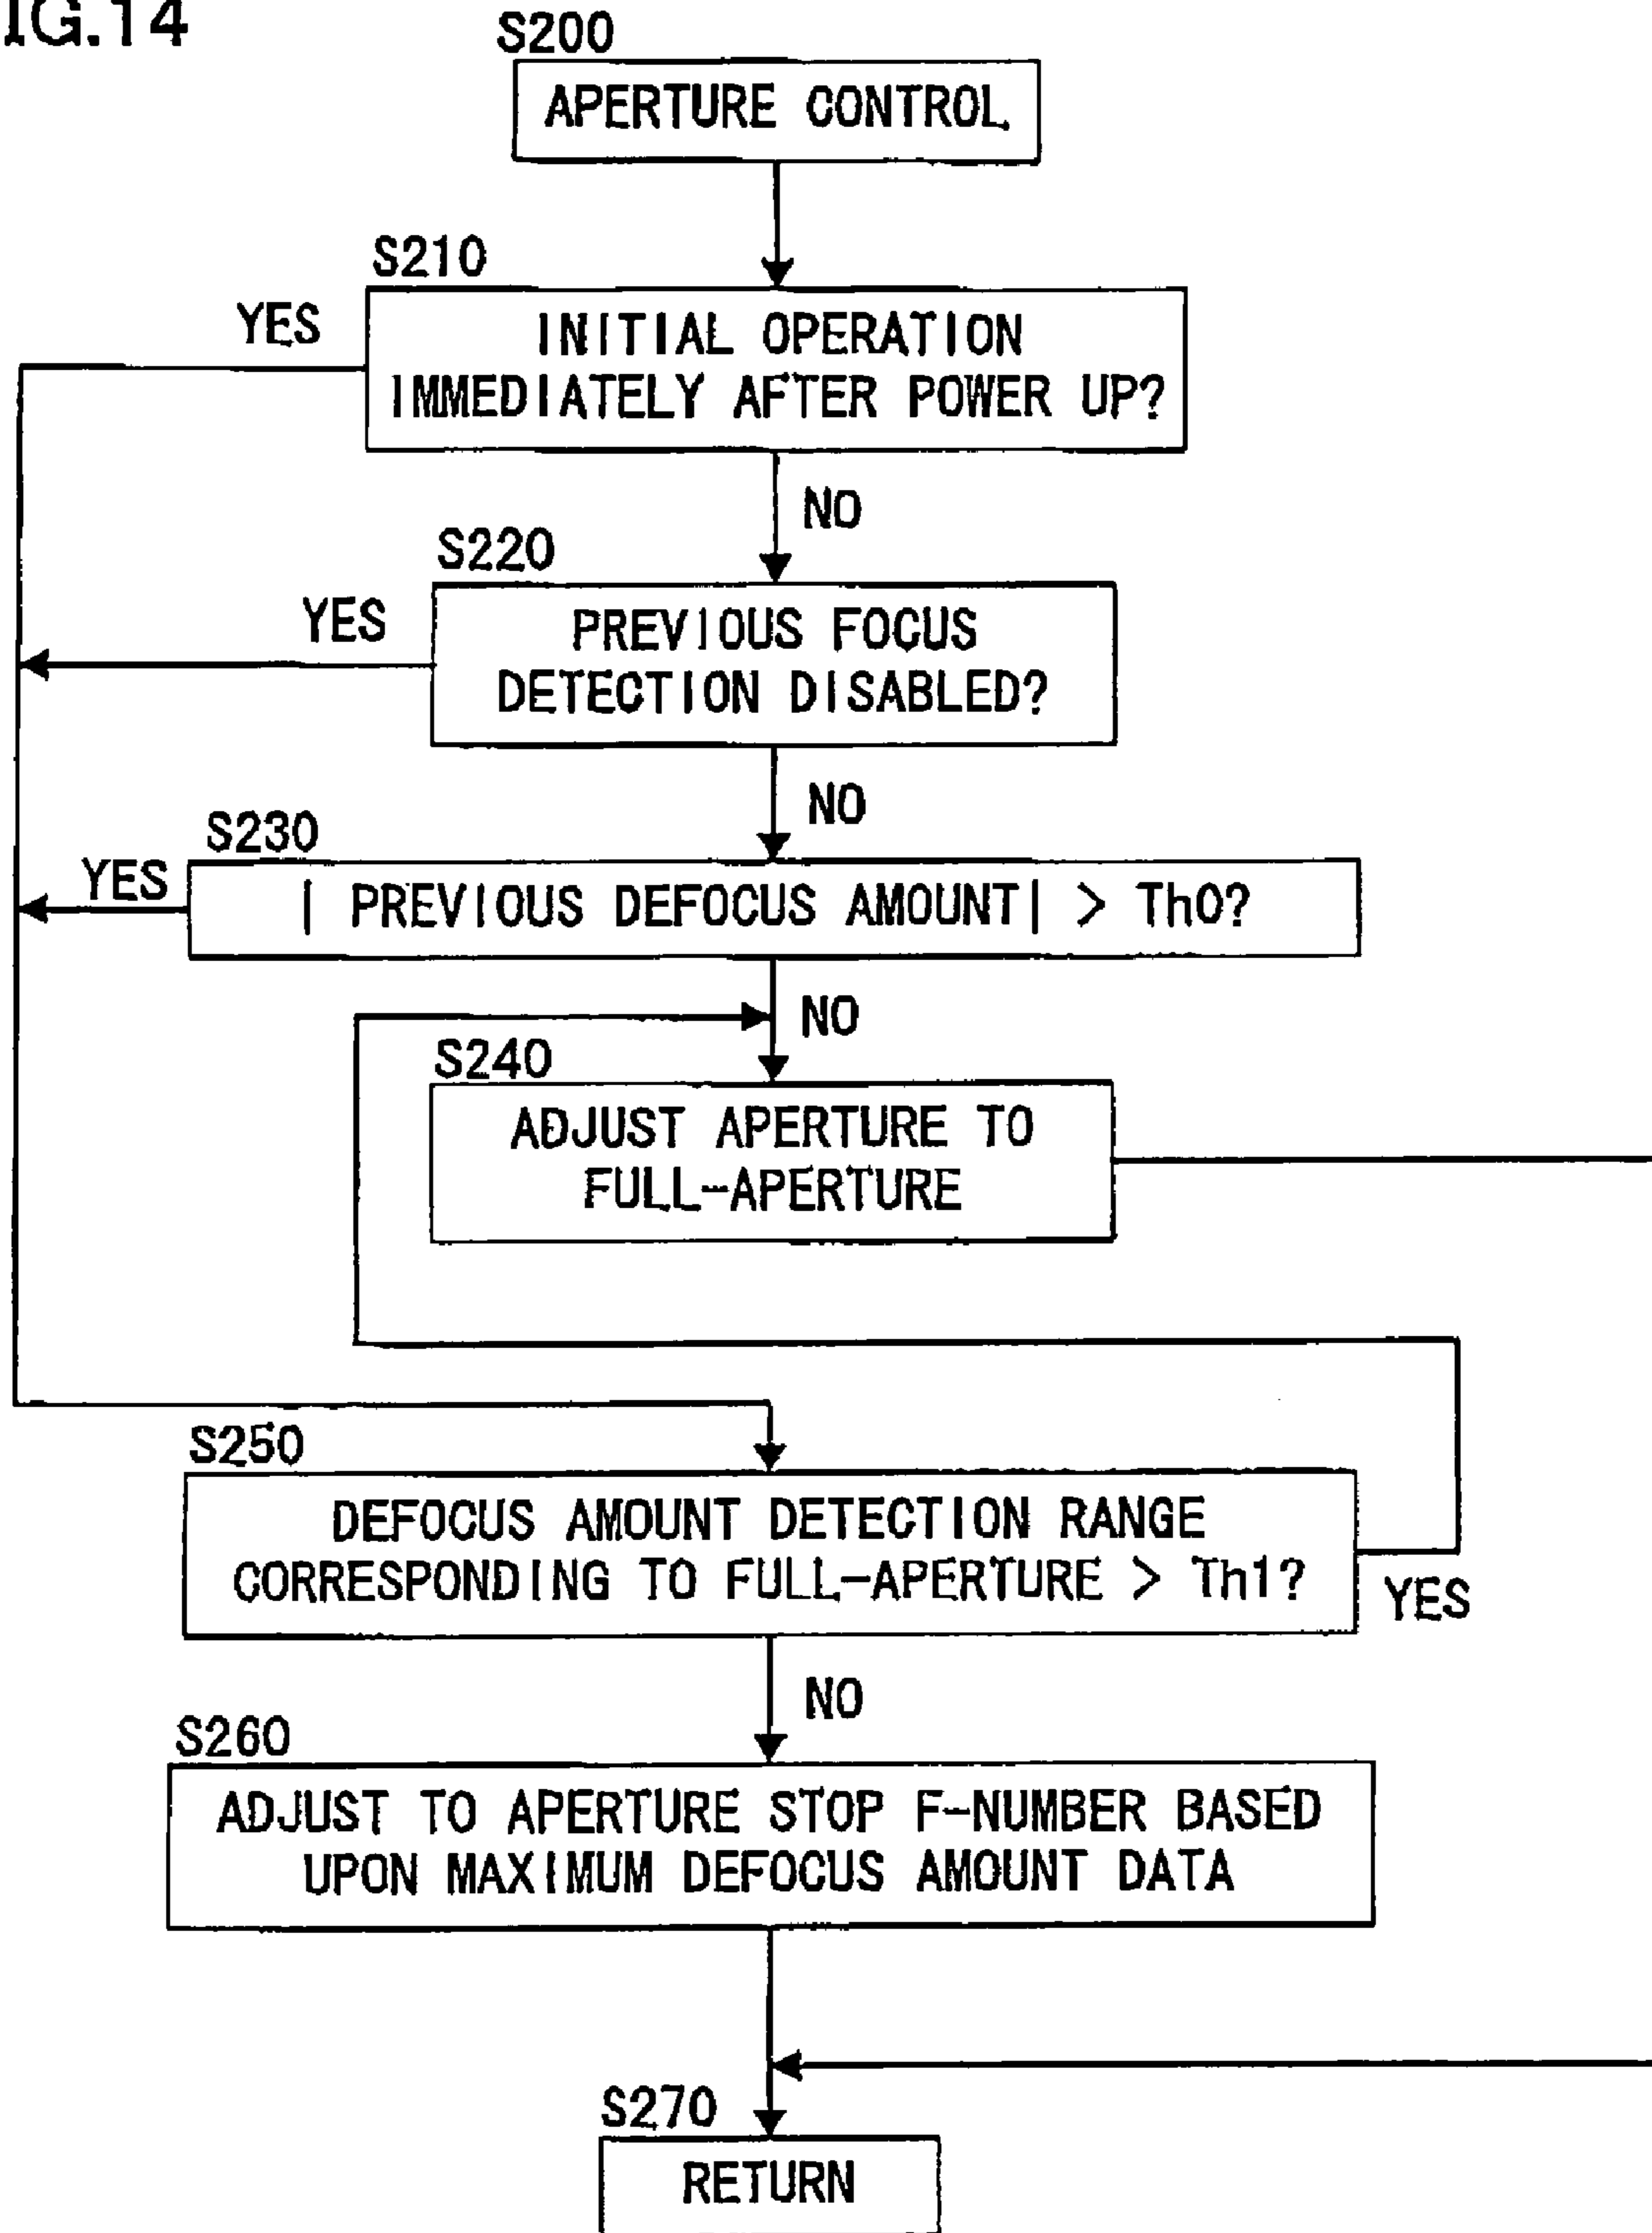 IG.14
S200
APERTURE CONTROL
S210
YES
INITIAL OPERATION
IMMEDIATELY AFTER POWER UP?
NO
S220
YES
PREVIOUS FOCUS
DETECTION DISABLED?
NO
S230
YES
| PREVIOUS DEFOCUS AMOUNT| > Th0?
NO
S240
ADJUST APERTURE TO
FULL-APERTURE
S250
DEFOCUS AMOUNT DETECTION RANGE
CORRESPONDING TO FULL-APERTURE > Th1?
YES
NO
S260
ADJUST TO APERTURE STOP F-NUMBER BASED
UPON MAXIMUM DEFOCUS AMOUNT DATA
S270
RETURN